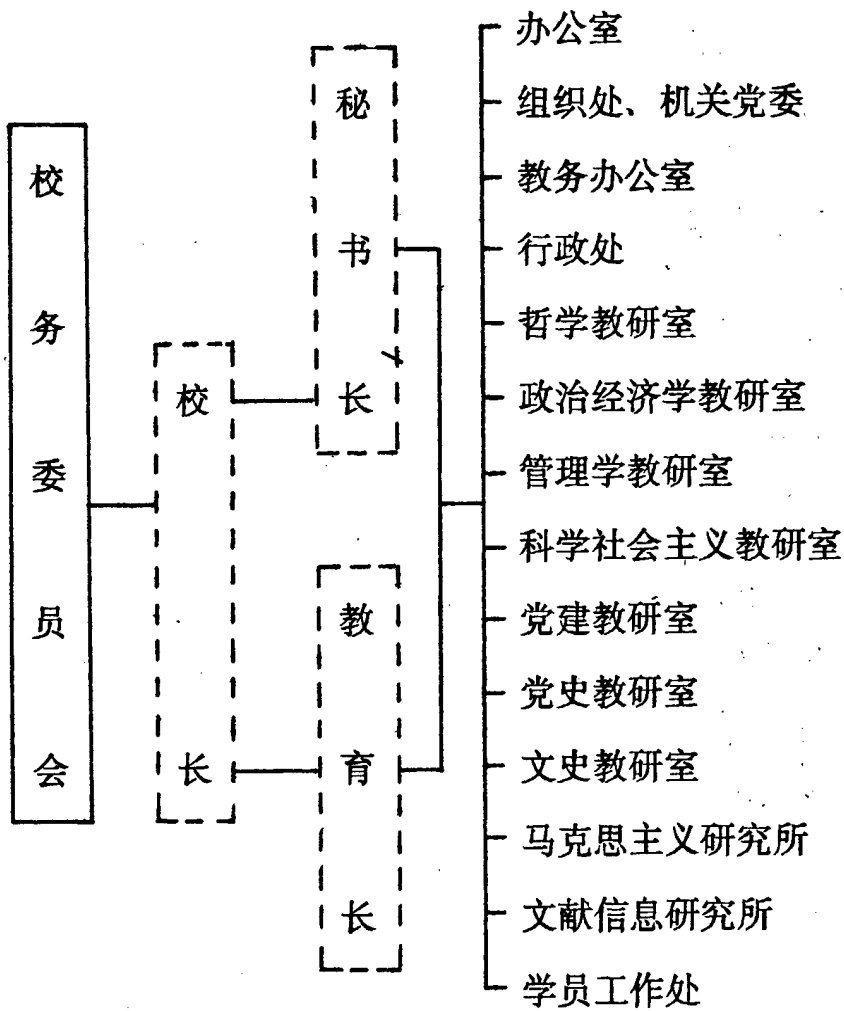 校务委员会
校长
秘书长
教育长
办公室
组织处、机关党委
教务办公室
行政处
哲学教研室
政治经济学教研室
管理学教研室
科学社会主义教研室
党建教研室
党史教研室
文史教研室
马克思主义研究所
文献信息研究所
学员工作处